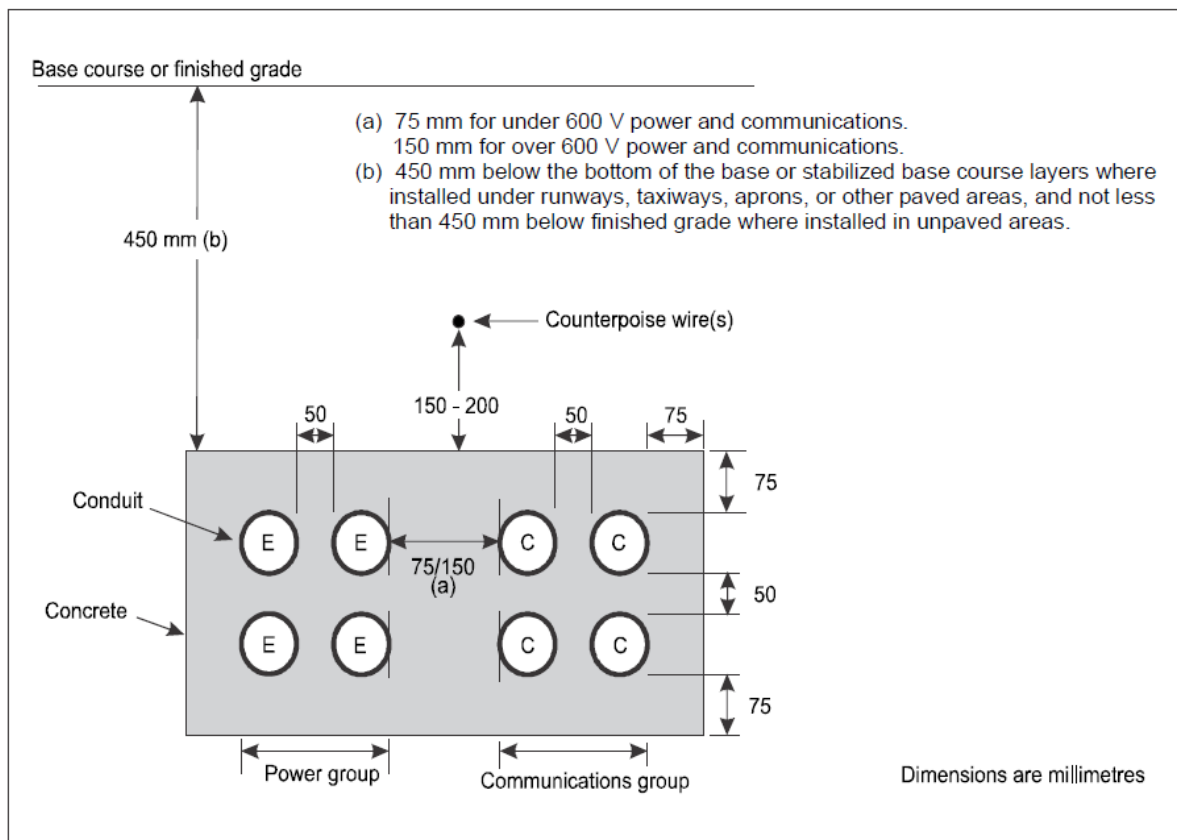 Base course or finished grade
(a) 75 mm for under 600 V power and communications.
150 mm for over 600 V power and communications.
(b) 450 mm below the bottom of the base or stabilized base course layers where
installed under runways, taxiways, aprons, or other paved areas, and not less
than 450 mm below finished grade where installed in unpaved areas.
450 mm (b)
Counterpoise wire(s)
150 - 200
50
50
75
75
Conduit
E
E
C
C
75/150
(a)
50
Concrete
E
E
C
C
75
Power group
Communications group
Dimensions are millimetres